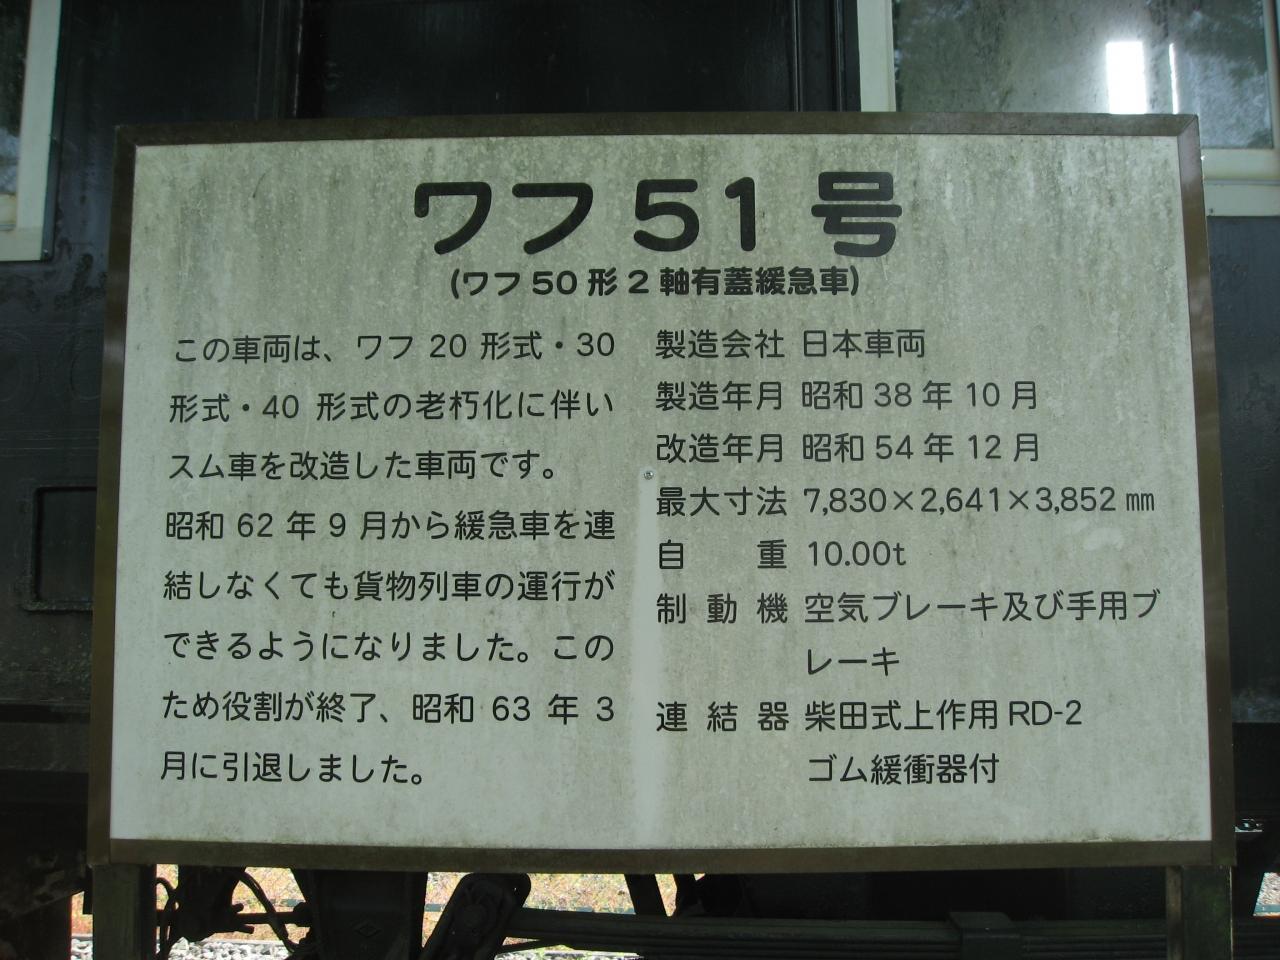 ワフ51号
(ワフ50形2軸有蓋緩急車)
この車両は、ワフ20形式・30
形式・40形式の老朽化に伴い
スム車を改造した車両です。
昭和62年9月から緩急車を連
結しなくても貨物列車の運行が
できるようになりました。この
ため役割が終了、昭和63年3
月に引退しました。
製造会社 日本車両
製造年月 昭和38年10月
改造年月 昭和54年12月
最大寸法 7,830×2,641×3,852㎜
自重 10.00t
制動機 空気ブレーキ及び手用ブ
レーキ
連結器 柴田式上作用RD-2
ゴム緩衝器付